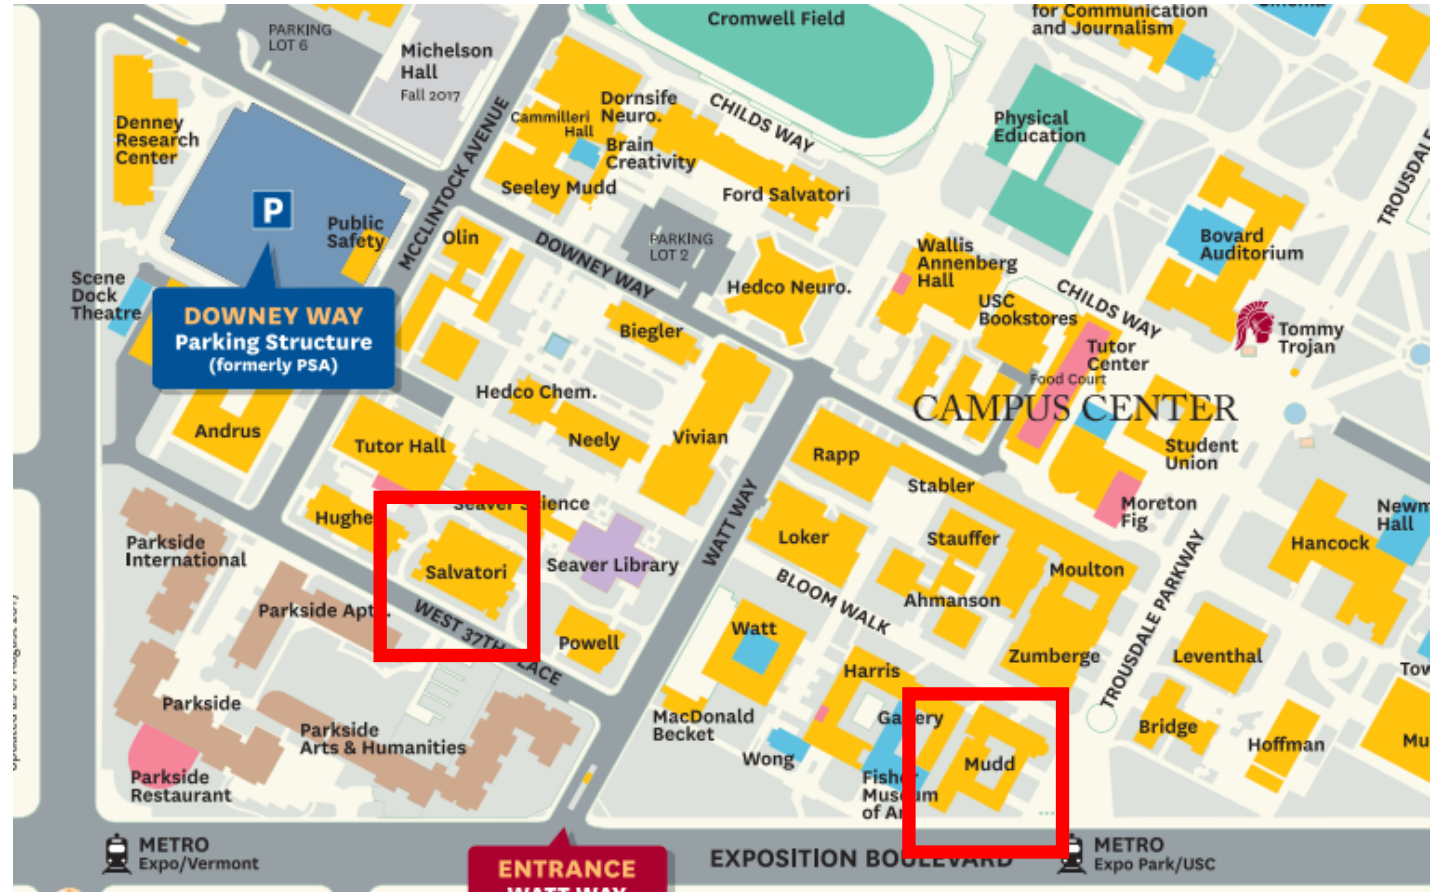 Cromwell Field
for Communication
and Journalism
PARKING
LOT 6
Michelson
Hall
Fall 2017
Denney
Research
Center
P
Public
Safety
MCCLINTOCK AVENUE
Cammilleri
Hall
Dornsife
Neuro.
Brain
Creativity
Seeley Mudd
CHILDS WAY
Ford Salvatori
Physical
Education
TROUSDALE
Olin
DOWNEY WAY
PARKING
LOT 2
Hedco Neuro.
Wallis
Annenberg
Hall
USC
Bookstores
CHILDS WAY
Bovard
Auditorium
Tommy
Trojan
Scene
Dock
Theatre
DOWNEY WAY
Parking Structure
(formerly PSA)
Biegler
Tutor
Center
Food Court
CAMPUS CENTER
Hedco Chem.
Andrus
Tutor Hall
Neely
Vivian
Rapp
Student
Union
Stabler
Moreton
Fig
Hughe
Seaver Science
WATT WAY
Loker
Stauffer
Hancock
Hall
Parkside
International
Salvatori
Seaver Library
BLOOM WALK
Moulton
Ahmanson
TROUSDALE PARKWAY
Parkside Apt.
WEST 37TH PLACE
Powell
Watt
Harris
Zumberge
Leventhal
Parkside
Parkside
Arts & Humanities
MacDonald
Becket
Gallery
Mudd
Bridge
Hoffman
Mu
Wong
Parkside
Restaurant
Fisher
Museum
of Art
METRO
Expo/Vermont
ENTRANCE
WATT WAY
EXPOSITION BOULEVARD
METRO
Expo Park/USC